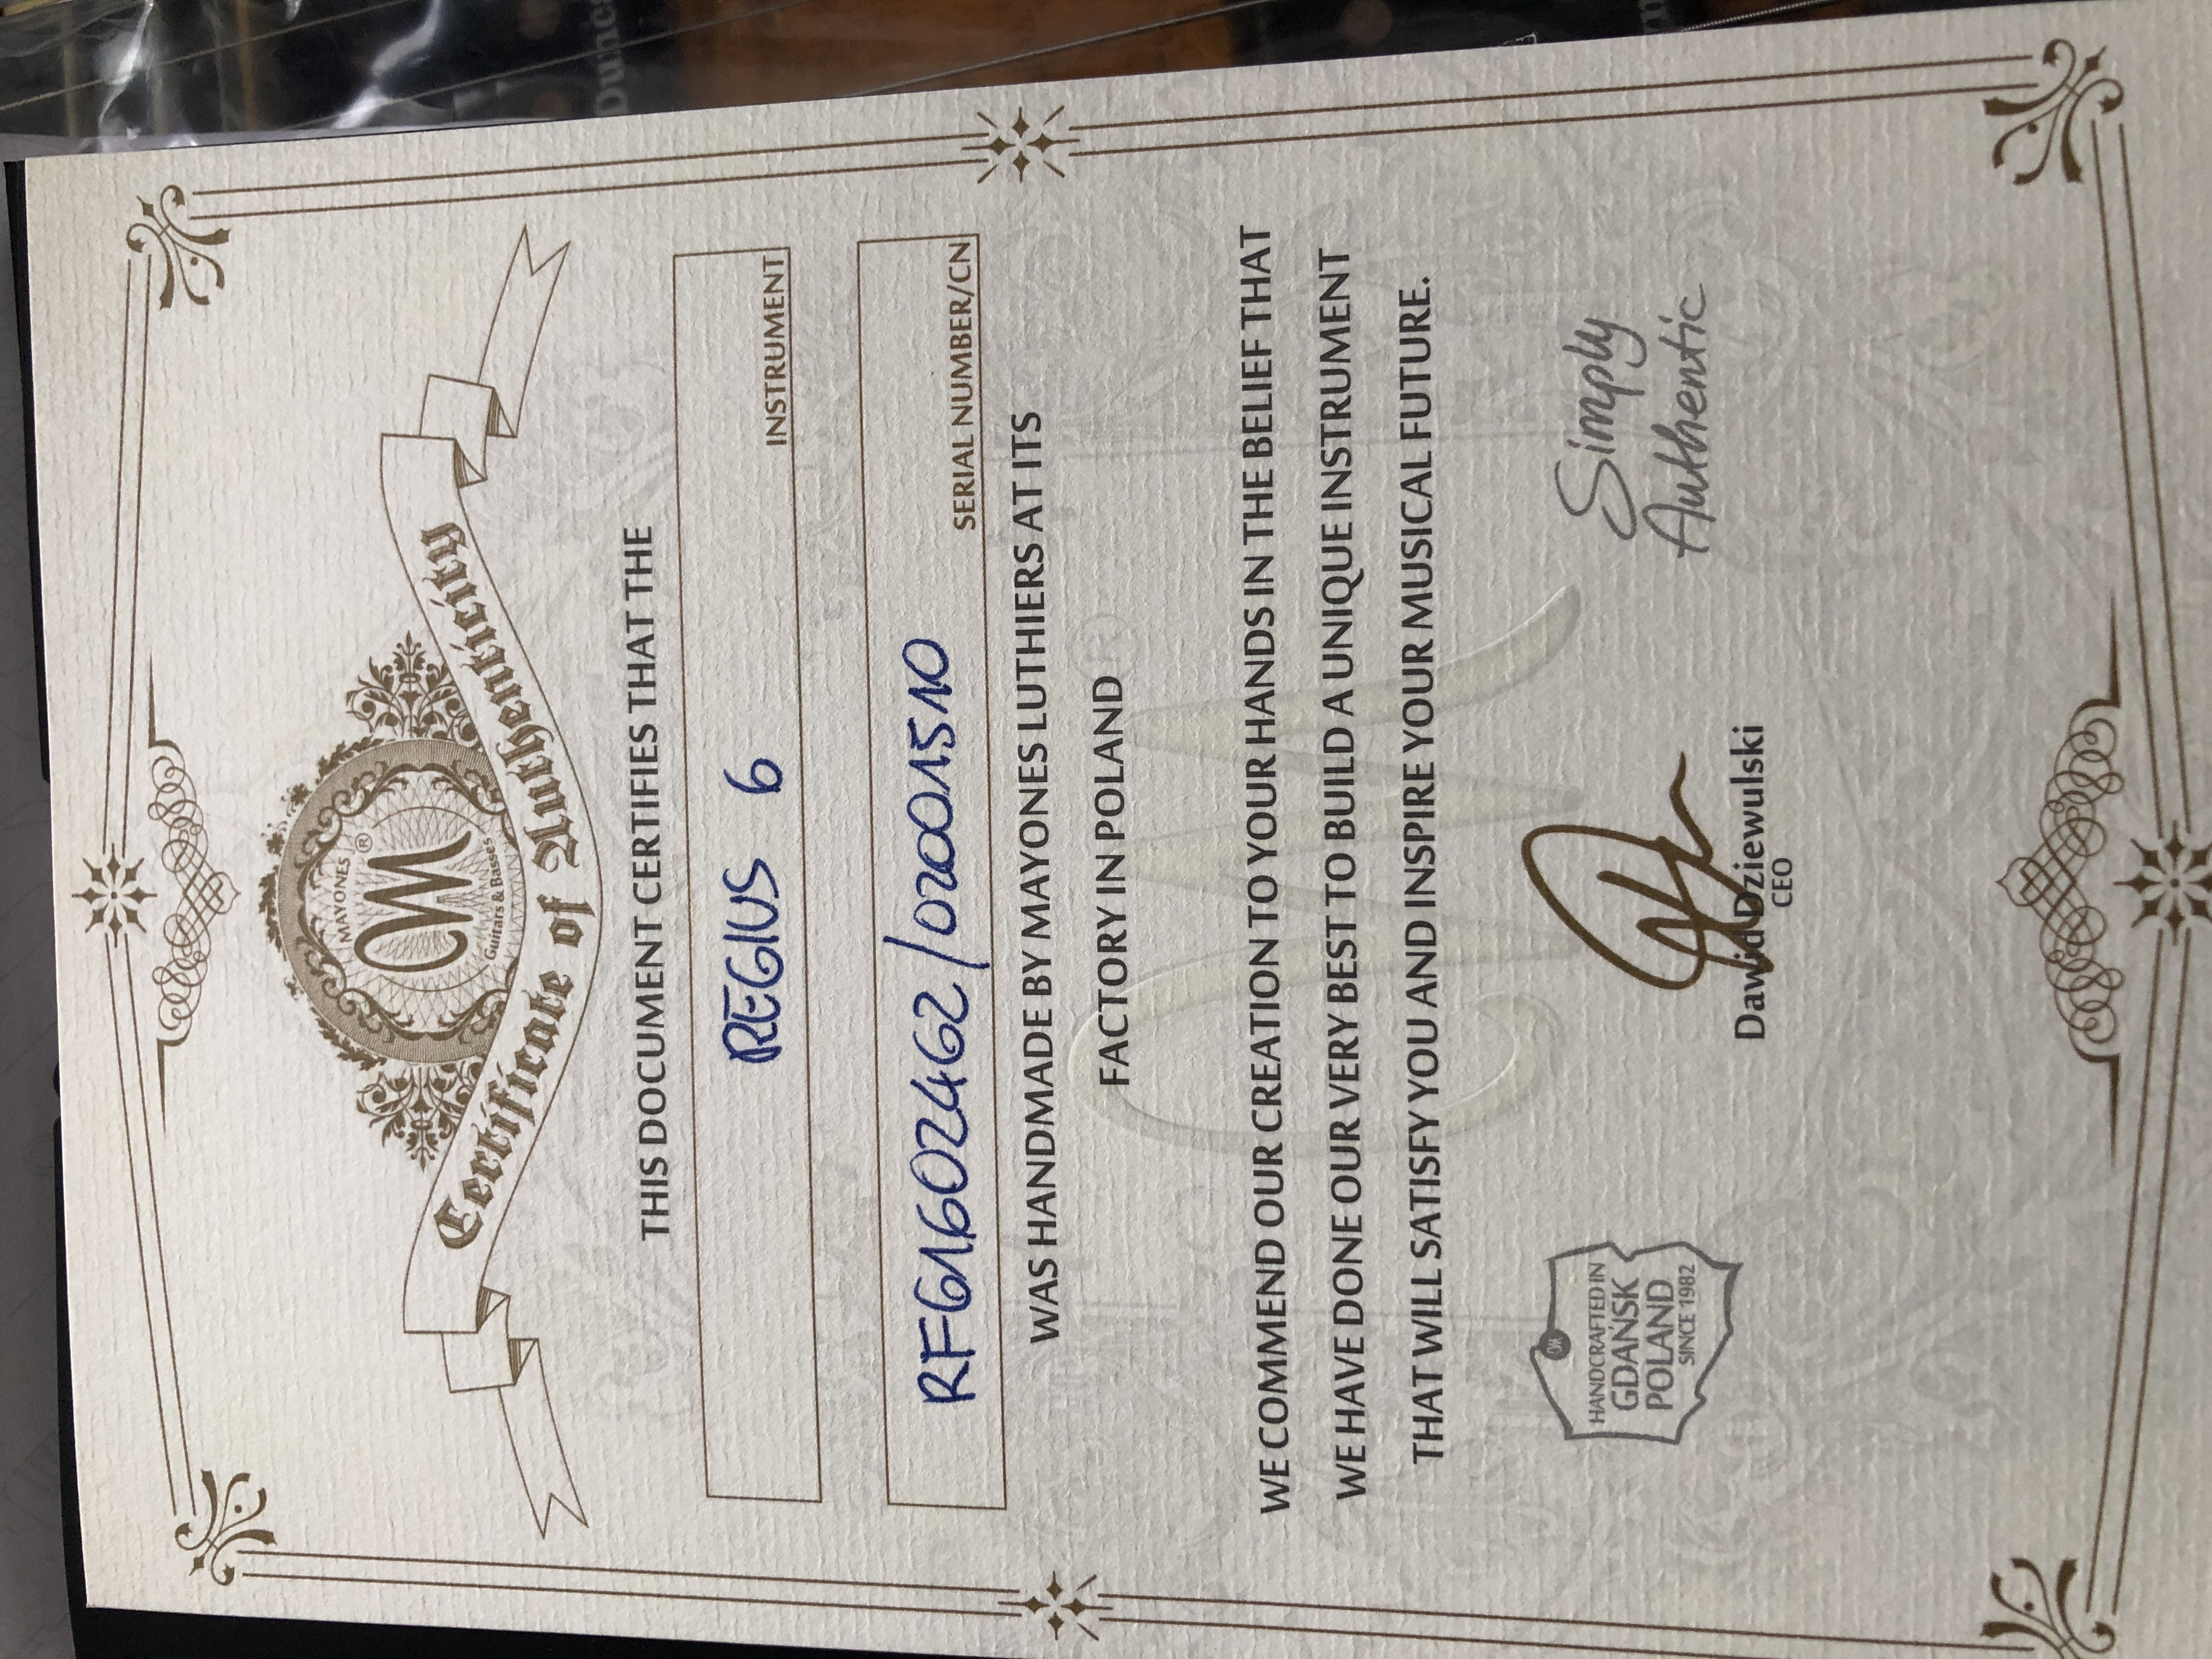 MAYONES ®
Guitars & Basses
Certificate of Authenticity
THIS DOCUMENT CERTIFIES THAT THE
REGIUS 6
INSTRUMENT
RF61602462/02001510
SERIAL NUMBER/CN
WAS HANDMADE BY MAYONES LUTHIERS AT ITS
FACTORY IN POLAND
WE COMMEND OUR CREATION TO YOUR HANDS IN THE BELIEF THAT
WE HAVE DONE OUR VERY BEST TO BUILD A UNIQUE INSTRUMENT
THAT WILL SATISFY YOU AND INSPIRE YOUR MUSICAL FUTURE.
HANDCRAFTED IN
GDAŃSK
POLAND
SINCE 1982
Dawid Dziewulski
CEO
Simply
Authentic